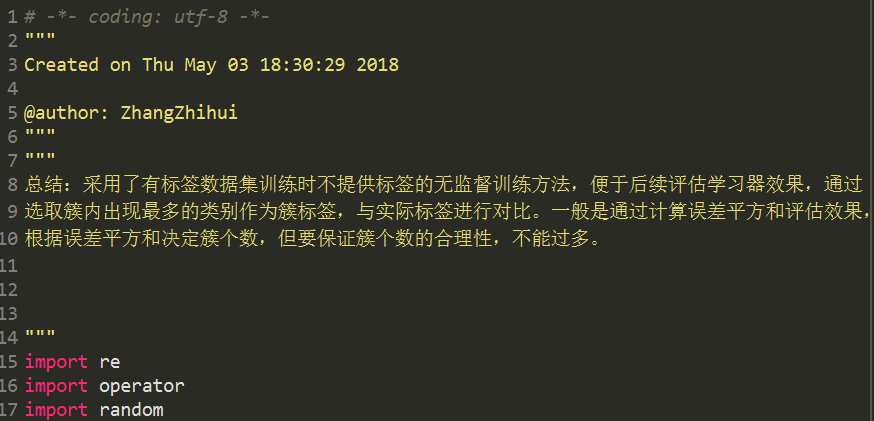 1 # -*- coding: utf-8 -*-
2 """
3 Created on Thu May 03 18:30:29 2018
4
5 @author: ZhangZhihui
6 """
7 """
8 总结：采用了有标签数据集训练时不提供标签的无监督训练方法，便于后续评估学习器效果，通过
9 选取簇内出现最多的类别作为簇标签，与实际标签进行对比。一般是通过计算误差平方和评估效果，
10 根据误差平方和决定簇个数，但要保证簇个数的合理性，不能过多。
11
12
13
14 """
15 import re
16 import operator
17 import random